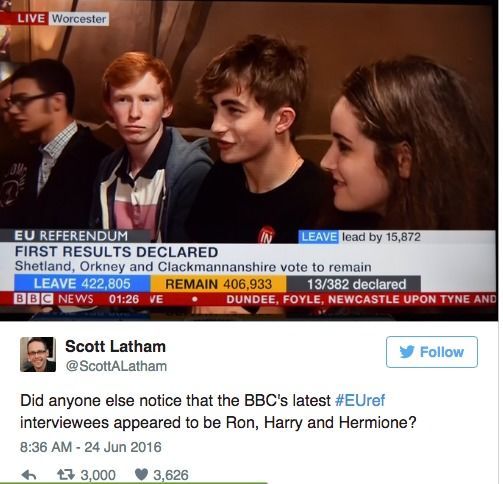 LIVE Worcester
EU REFERENDUM
LEAVE lead by 15,872
FIRST RESULTS DECLARED
Shetland, Orkney and Clackmannanshire vote to remain
LEAVE 422,805 REMAIN 406,933 13/382 declared
BBC NEWS 01:26 VE • DUNDEE, FOYLE, NEWCASTLE UPON TYNE AND
IN
Scott Latham
@ScottALatham
Follow
Did anyone else notice that the BBC's latest #EUref
interviewees appeared to be Ron, Harry and Hermione?
8:36 AM - 24 Jun 2016
3,000 3,626